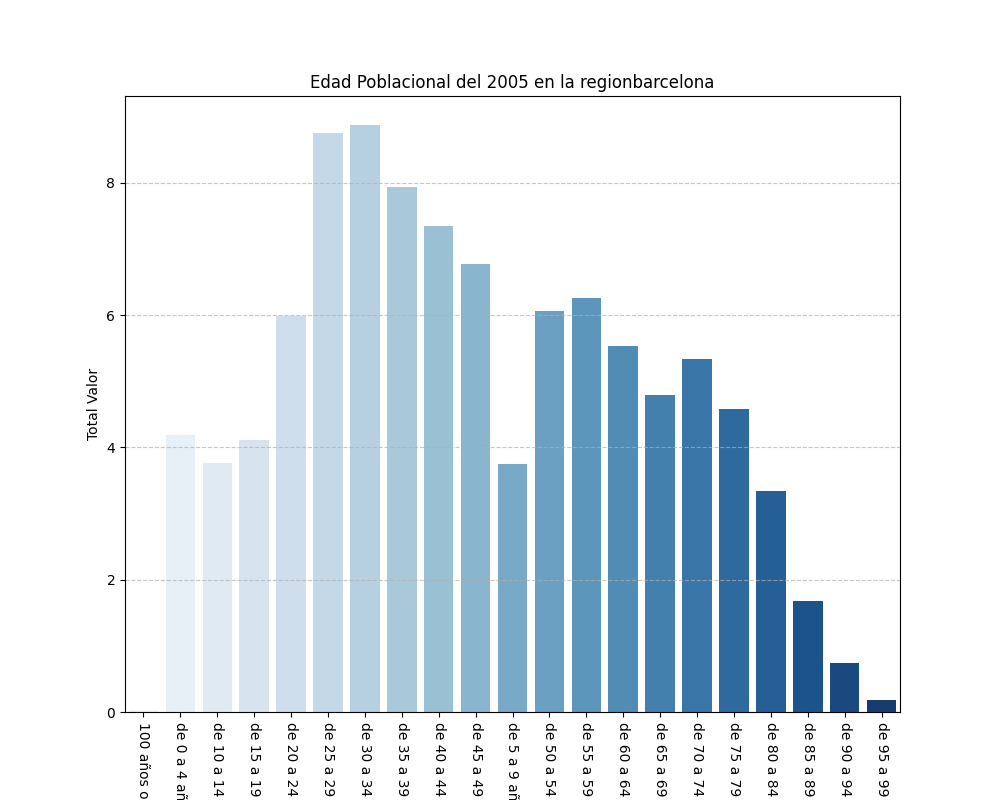 Edad Poblacional del 2005 en la regionbarcelona
Total Valor
8
6
4
2
0
100 años o
de 0 a 4 añ
de 10 a 14
de 15 a 19
de 20 a 24
de 25 a 29
de 30 a 34
de 35 a 39
de 40 a 44
de 45 a 49
de 5 a 9 añ
de 50 a 54
de 55 a 59
de 60 a 64
de 65 a 69
de 70 a 74
de 75 a 79
de 80 a 84
de 85 a 89
de 90 a 94
de 95 a 99